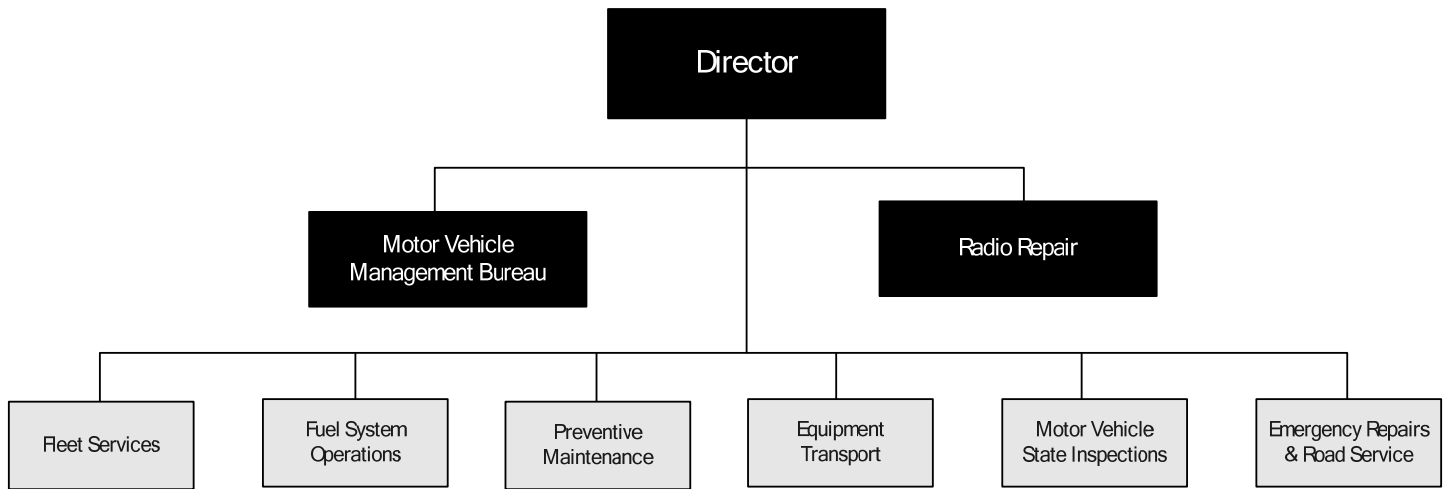 Director
Motor Vehicle
Management Bureau
Radio Repair
Fleet Services
Fuel System
Operations
Preventive
Maintenance
Equipment
Transport
Motor Vehicle
State Inspections
Emergency Repairs
& Road Service